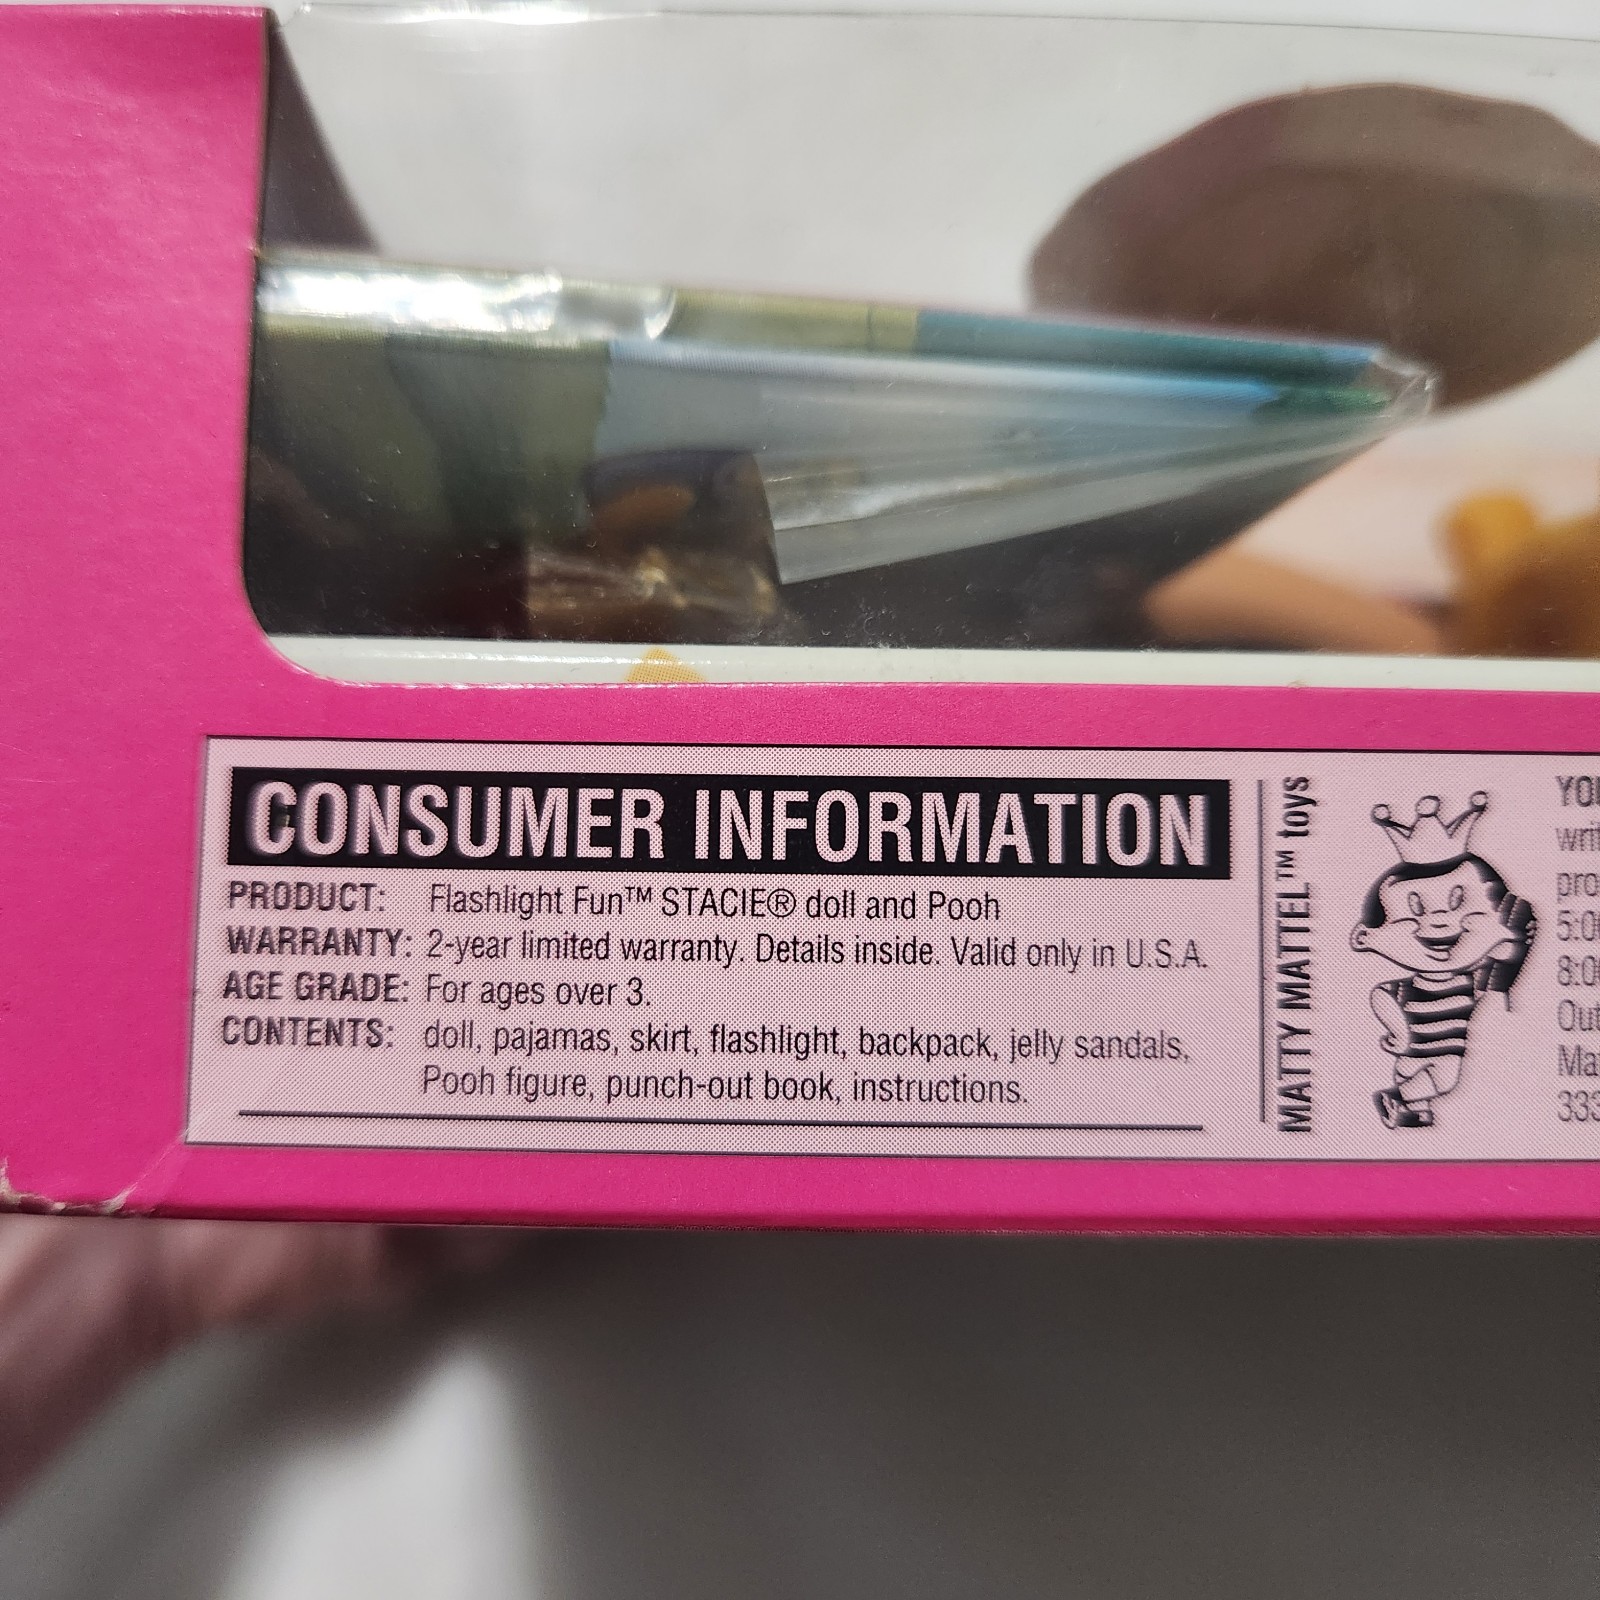 CONSUMER INFORMATION
PRODUCT: Flashlight Fun™ STACIE® doll and Pooh
WARRANTY: 2-year limited warranty. Details inside. Valid only in U.S.A.
AGE GRADE: For ages over 3.
CONTENTS: doll, pajamas, skirt, flashlight, backpack, jelly sandals,
Pooh figure, punch-out book, instructions.
MATTY MATTEL™ toys